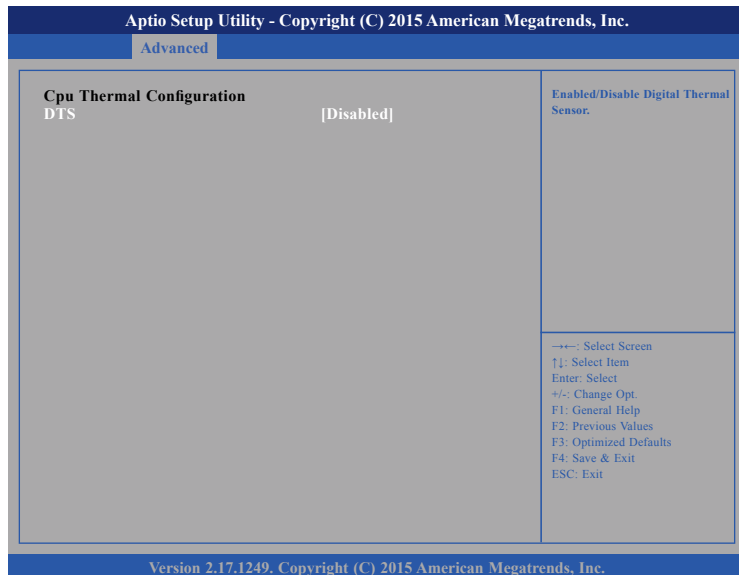 Aptio Setup Utility - Copyright (C) 2015 American Megatrends, Inc.
Advanced
Cpu Thermal Configuration
DTS [Disabled]
Enabled/Disable Digital Thermal
Sensor.
→←: Select Screen
↑↓: Select Item
Enter: Select
+/-: Change Opt.
F1: General Help
F2: Previous Values
F3: Optimized Defaults
F4: Save & Exit
ESC: Exit
Version 2.17.1249. Copyright (C) 2015 American Megatrends, Inc.